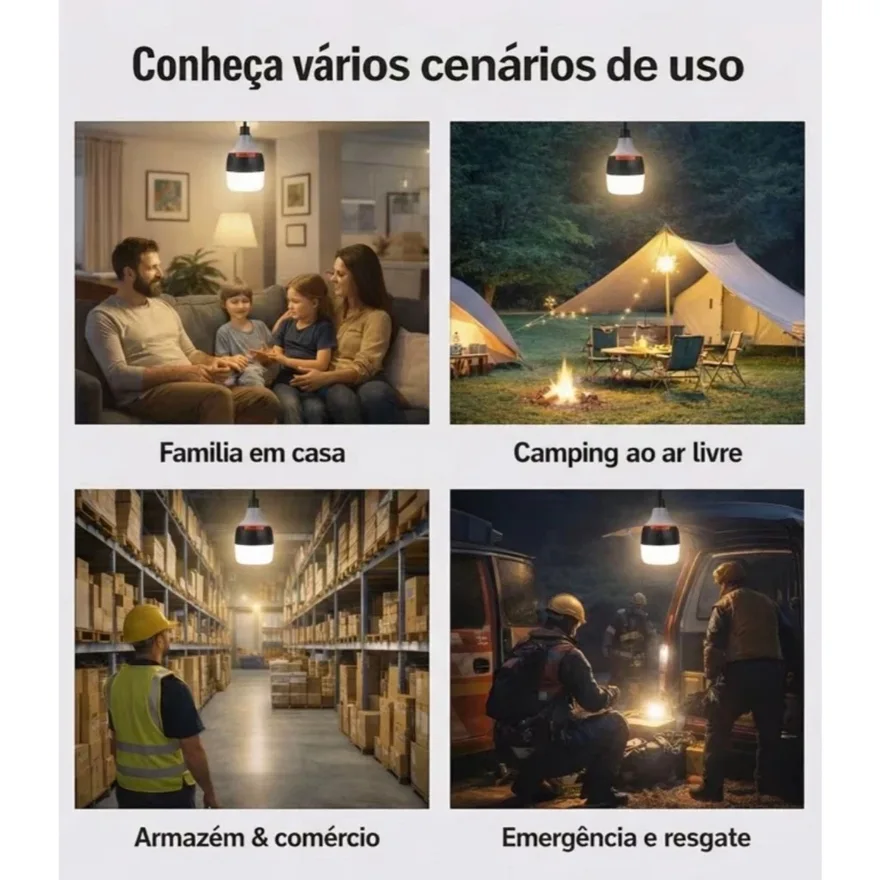 Conheça vários cenários de uso
Familia em casa
Camping ao ar livre
Armazém & comércio
Emergência e resgate